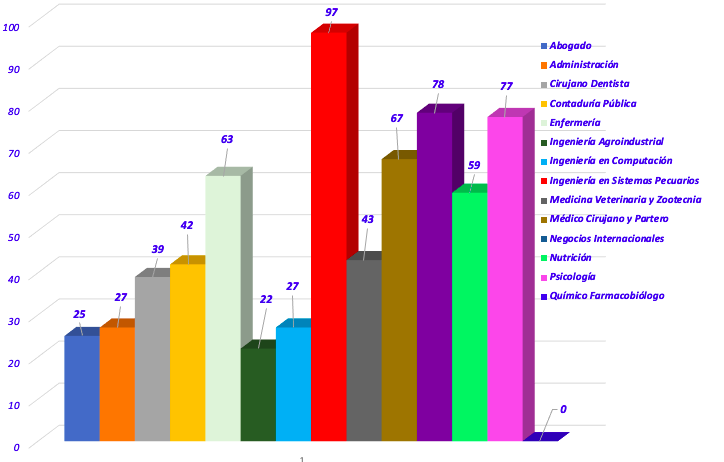 100
90
80
70
60
50
40
30
20
10
0
25
27
39
42
63
22
27
97
43
67
78
59
77
0
1
Abogado
Administración
Cirujano Dentista
Contaduría Pública
Enfermería
Ingeniería Agroindustrial
Ingeniería en Computación
Ingeniería en Sistemas Pecuarios
Medicina Veterinaria y Zootecnia
Médico Cirujano y Partero
Negocios Internacionales
Nutrición
Psicología
Químico Farmacobiólogo